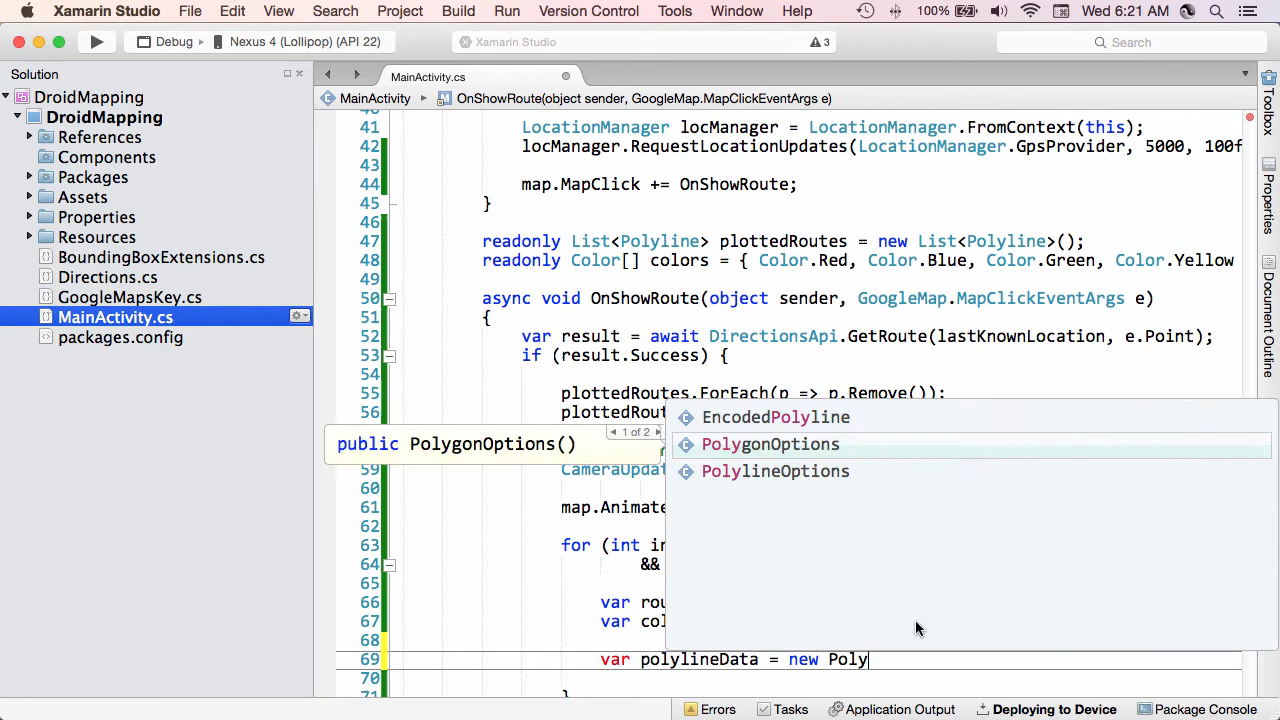 Xamarin Studio File Edit View Search Project Build Run Version Control Tools Window Help 100% Wed 6:21 AM
Debug Nexus 4 (Lollipop) (API 22) Xamarin Studio 3 Search
Solution
MainActivity.cs
DroidMapping
DroidMapping
References
Components
Packages
Assets
Properties
Resources
BoundingBoxExtensions.cs
Directions.cs
GoogleMapsKey.cs
MainActivity.cs
packages.config
MainActivity OnShowRoute(object sender, GoogleMap.MapClickEventArgs e)
41 LocationManager locManager = LocationManager.FromContext(this);
42 locManager.RequestLocationUpdates(LocationManager.GpsProvider, 5000, 100f
43
44 map.MapClick += OnShowRoute;
45 }
46
47 readonly List<Polyline> plottedRoutes = new List<Polyline>();
48 readonly Color[] colors = { Color.Red, Color.Blue, Color.Green, Color.Yellow
49
50 async void OnShowRoute(object sender, GoogleMap.MapClickEventArgs e)
51 {
52 var result = await DirectionsApi.GetRoute(lastKnownLocation, e.Point);
53 if (result.Success) {
55 plottedRoutes.ForEach(p => p.Remove());
56 plottedRou
59 CameraUpdat
60
61 map.Animate
62
63 for (int in
64 &&
65
66 var rou
67 var col
68
69 var polylineData = new Poly
70 }
71
1 of 2
public PolygonOptions()
EncodedPolyline
PolygonOptions
PolylineOptions
Toolbox
Properties
Document Outline
Errors Tasks Application Output Deploying to Device Package Console